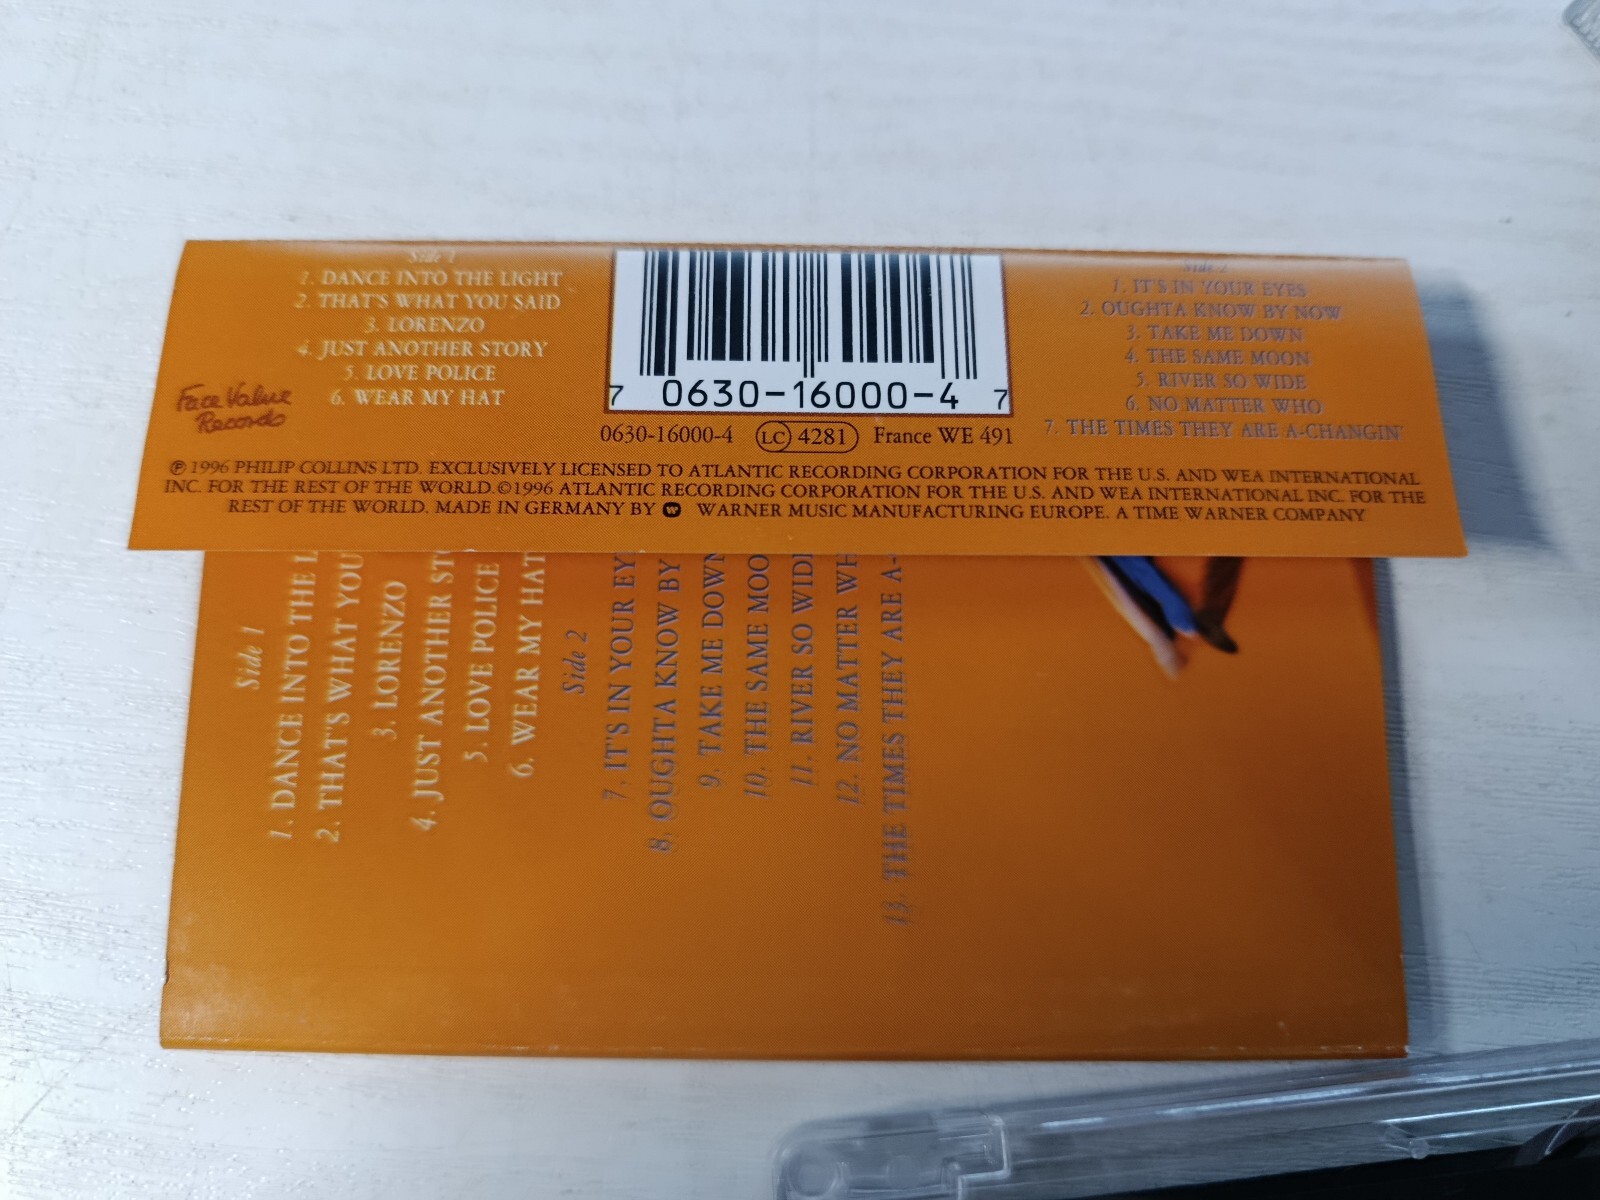 Side 1
1. DANCE INTO THE LIGHT
2. THAT'S WHAT YOU SAID
3. LORENZO
4. JUST ANOTHER STORY
5. LOVE POLICE
6. WEAR MY HAT
Face Value
Records
7 0630-16000-4 7
0630-16000-4 LC 4281 France WE 491
Side 2
1. IT'S IN YOUR EYES
2. OUGHTA KNOW BY NOW
3. TAKE ME DOWN
4. THE SAME MOON
5. RIVER SO WIDE
6. NO MATTER WHO
7. THE TIMES THEY ARE A-CHANGIN'
℗ 1996 PHILIP COLLINS LTD. EXCLUSIVELY LICENSED TO ATLANTIC RECORDING CORPORATION FOR THE U.S. AND WEA INTERNATIONAL
INC. FOR THE REST OF THE WORLD. © 1996 ATLANTIC RECORDING CORPORATION FOR THE U.S. AND WEA INTERNATIONAL INC. FOR THE
REST OF THE WORLD. MADE IN GERMANY BY WARNER MUSIC MANUFACTURING EUROPE. A TIME WARNER COMPANY
Side 1
1. DANCE INTO THE L
2. THAT'S WHAT YOU
3. LORENZO
4. JUST ANOTHER STO
5. LOVE POLICE
6. WEAR MY HAT
Side 2
7. IT'S IN YOUR EY
8. OUGHTA KNOW BY
9. TAKE ME DOWN
10. THE SAME MOO
11. RIVER SO WID
12. NO MATTER WH
13. THE TIMES THEY ARE A-